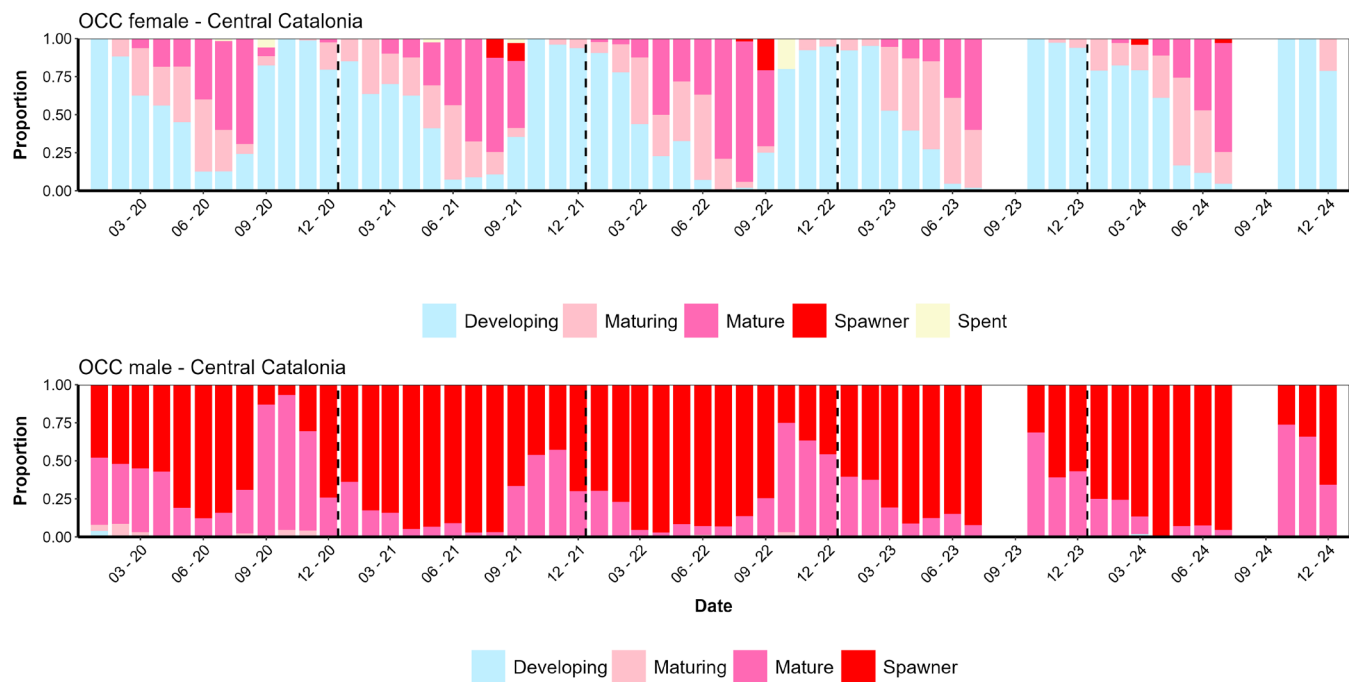 OCC female - Central Catalonia
Proportion
1.00
0.75
0.50
0.25
0.00
03 - 20
06 - 20
09 - 20
12 - 20
03 - 21
06 - 21
09 - 21
12 - 21
03 - 22
06 - 22
09 - 22
12 - 22
03 - 23
06 - 23
09 - 23
12 - 23
03 - 24
06 - 24
09 - 24
12 - 24
Developing Maturing Mature Spawner Spent
OCC male - Central Catalonia
Proportion
1.00
0.75
0.50
0.25
0.00
03 - 20
06 - 20
09 - 20
12 - 20
03 - 21
06 - 21
09 - 21
12 - 21
03 - 22
06 - 22
09 - 22
12 - 22
03 - 23
06 - 23
09 - 23
12 - 23
03 - 24
06 - 24
09 - 24
12 - 24
Date
Developing Maturing Mature Spawner